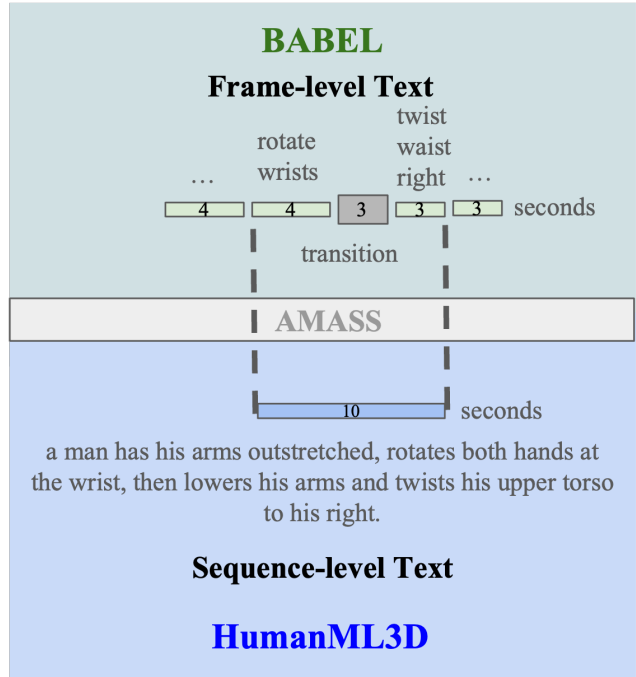 BABEL
Frame-level Text
twist
rotate waist
wrists right
… …
4 4 3 3 3 seconds
transition
AMASS
10 seconds
a man has his arms outstretched, rotates both hands at
the wrist, then lowers his arms and twists his upper torso
to his right.
Sequence-level Text
HumanML3D